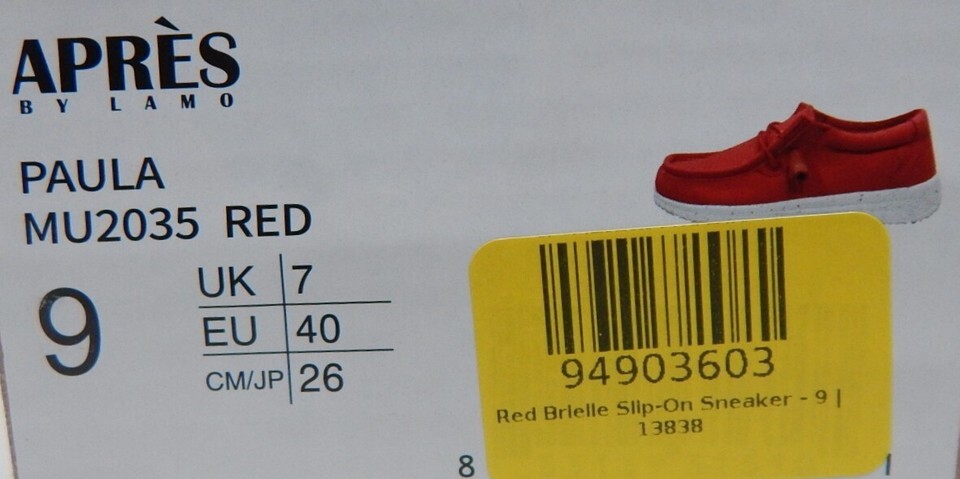 APRÈS
BY LAMO
PAULA
MU2035 RED
9
UK 7
EU 40
CM/JP 26
94903603
Red Brielle Slip-On Sneaker - 9 |
13838
8